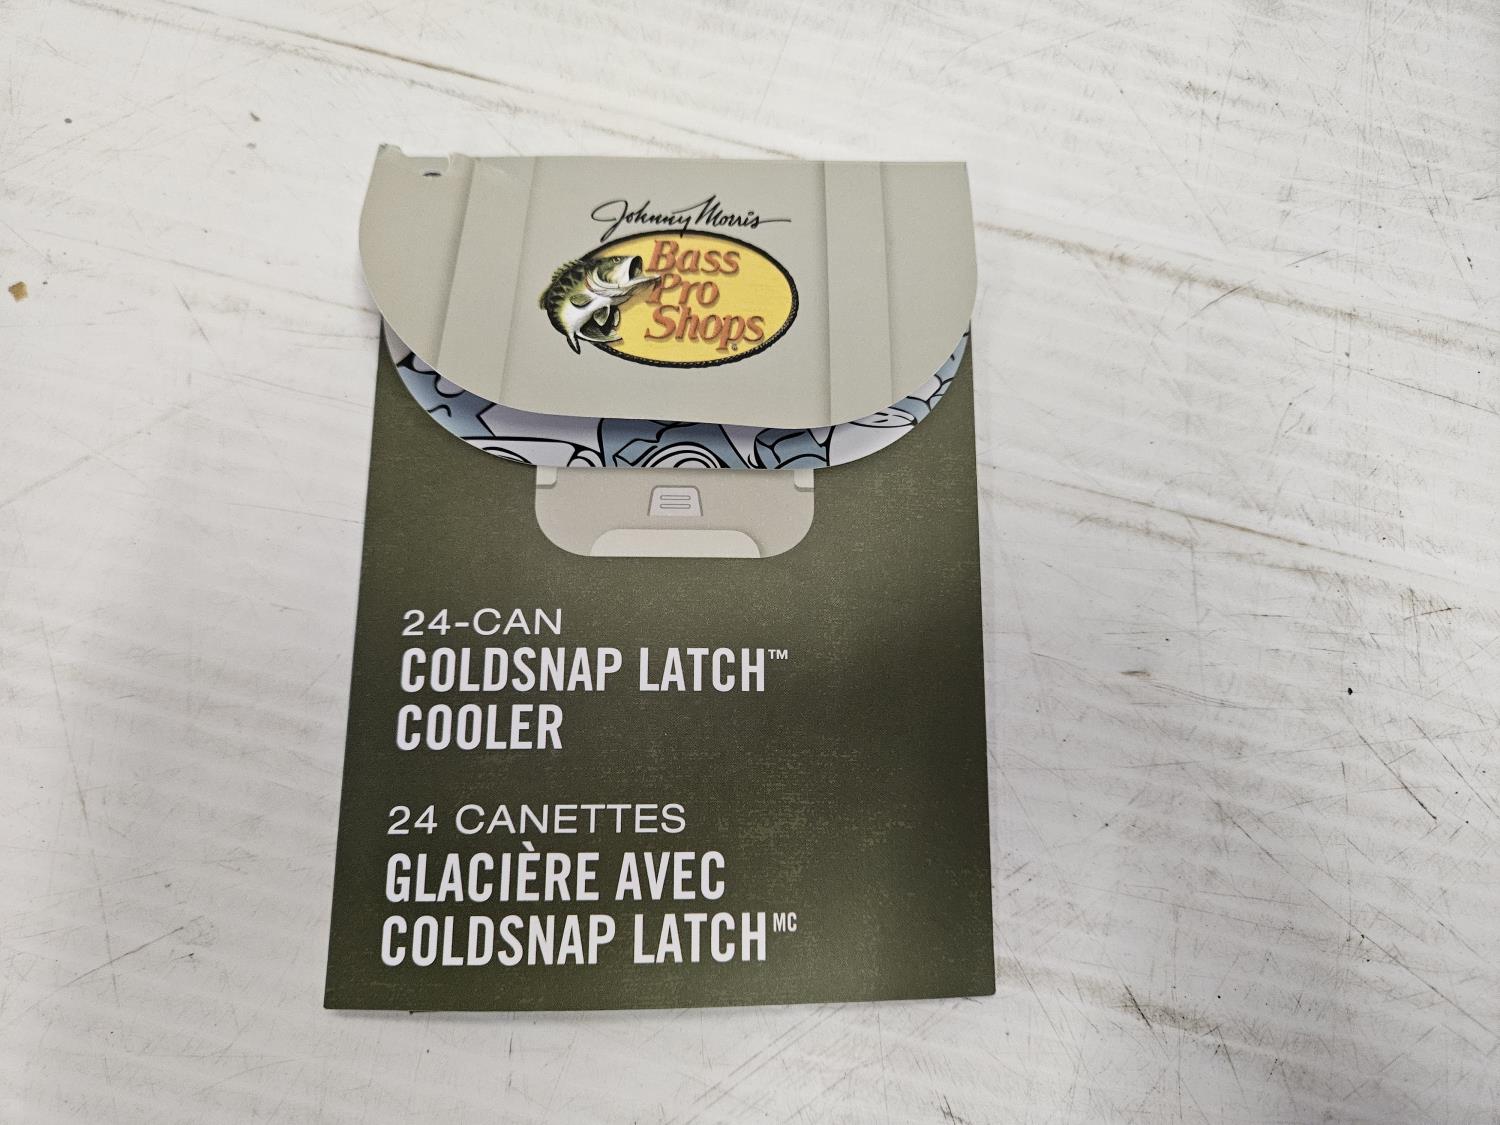 Johnny Morris
Bass
Pro
Shops
24-CAN
COLDSNAP LATCH™
COOLER
24 CANETTES
GLACIÈRE AVEC
COLDSNAP LATCH MC